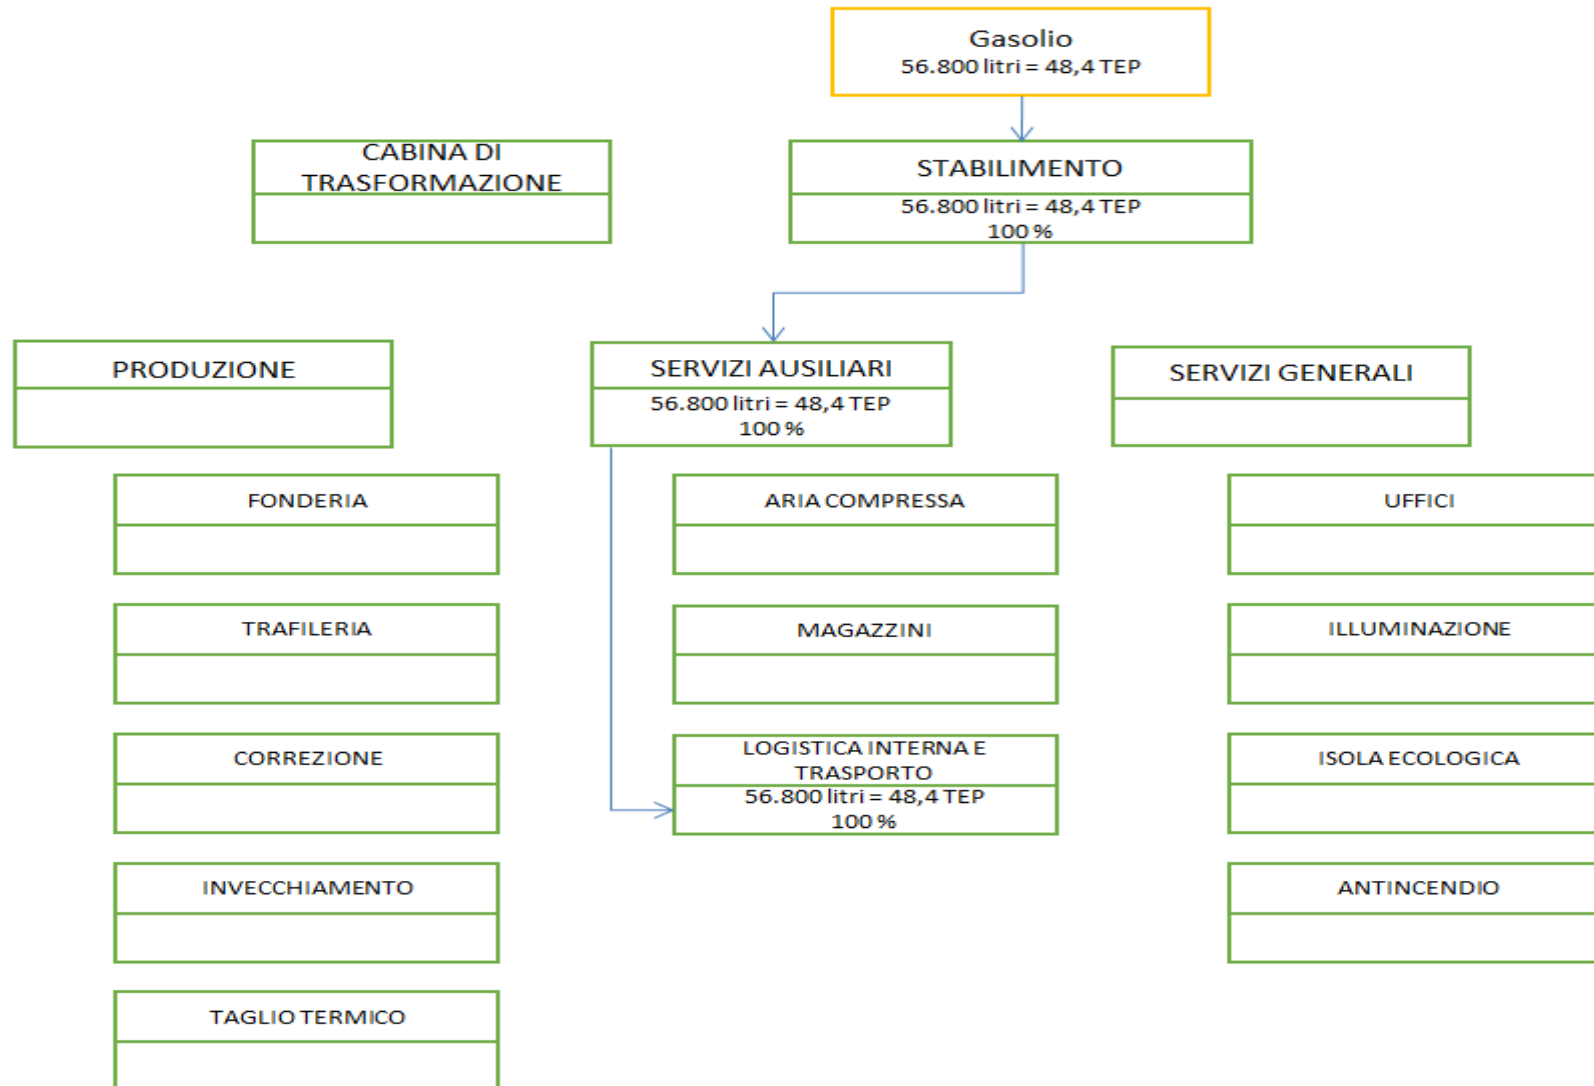 Gasolio
56.800 litri = 48,4 TEP
CABINA DI
TRASFORMAZIONE
STABILIMENTO
56.800 litri = 48,4 TEP
100 %
PRODUZIONE
SERVIZI AUSILIARI
56.800 litri = 48,4 TEP
100 %
SERVIZI GENERALI
FONDERIA
ARIA COMPRESSA
UFFICI
TRAFILERIA
MAGAZZINI
ILLUMINAZIONE
CORREZIONE
LOGISTICA INTERNA E
TRASPORTO
56.800 litri = 48,4 TEP
100 %
ISOLA ECOLOGICA
INVECCHIAMENTO
ANTINCENDIO
TAGLIO TERMICO